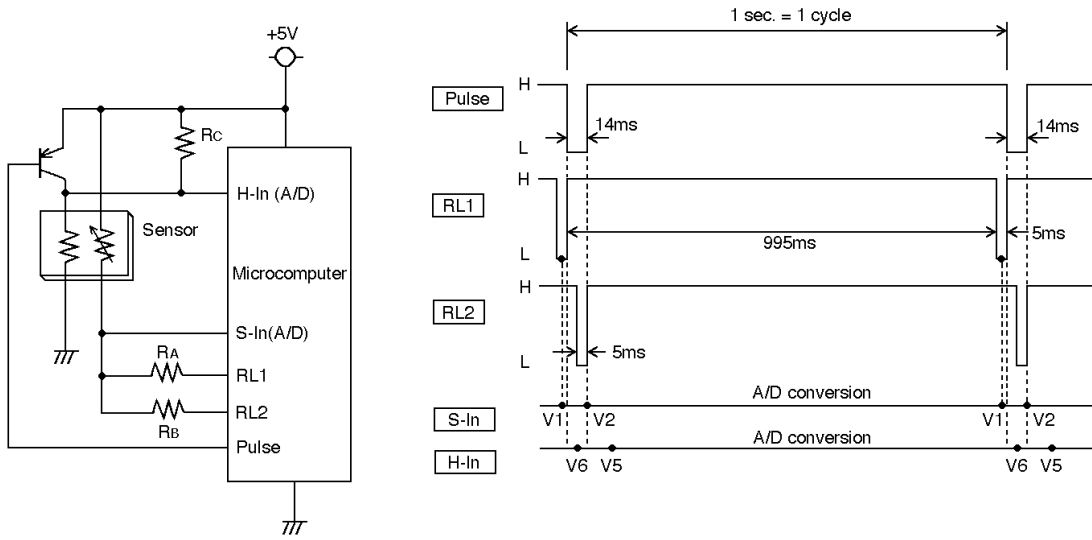 +5V
RC
H-In (A/D)
Sensor
Microcomputer
S-In(A/D)
RA
RL1
RL2
RB
Pulse
1 sec. = 1 cycle
Pulse
H
L
14ms
14ms
RL1
H
L
995ms
5ms
RL2
H
L
5ms
A/D conversion
S-In
V1
V2
V1
V2
A/D conversion
H-In
V6
V5
V6
V5